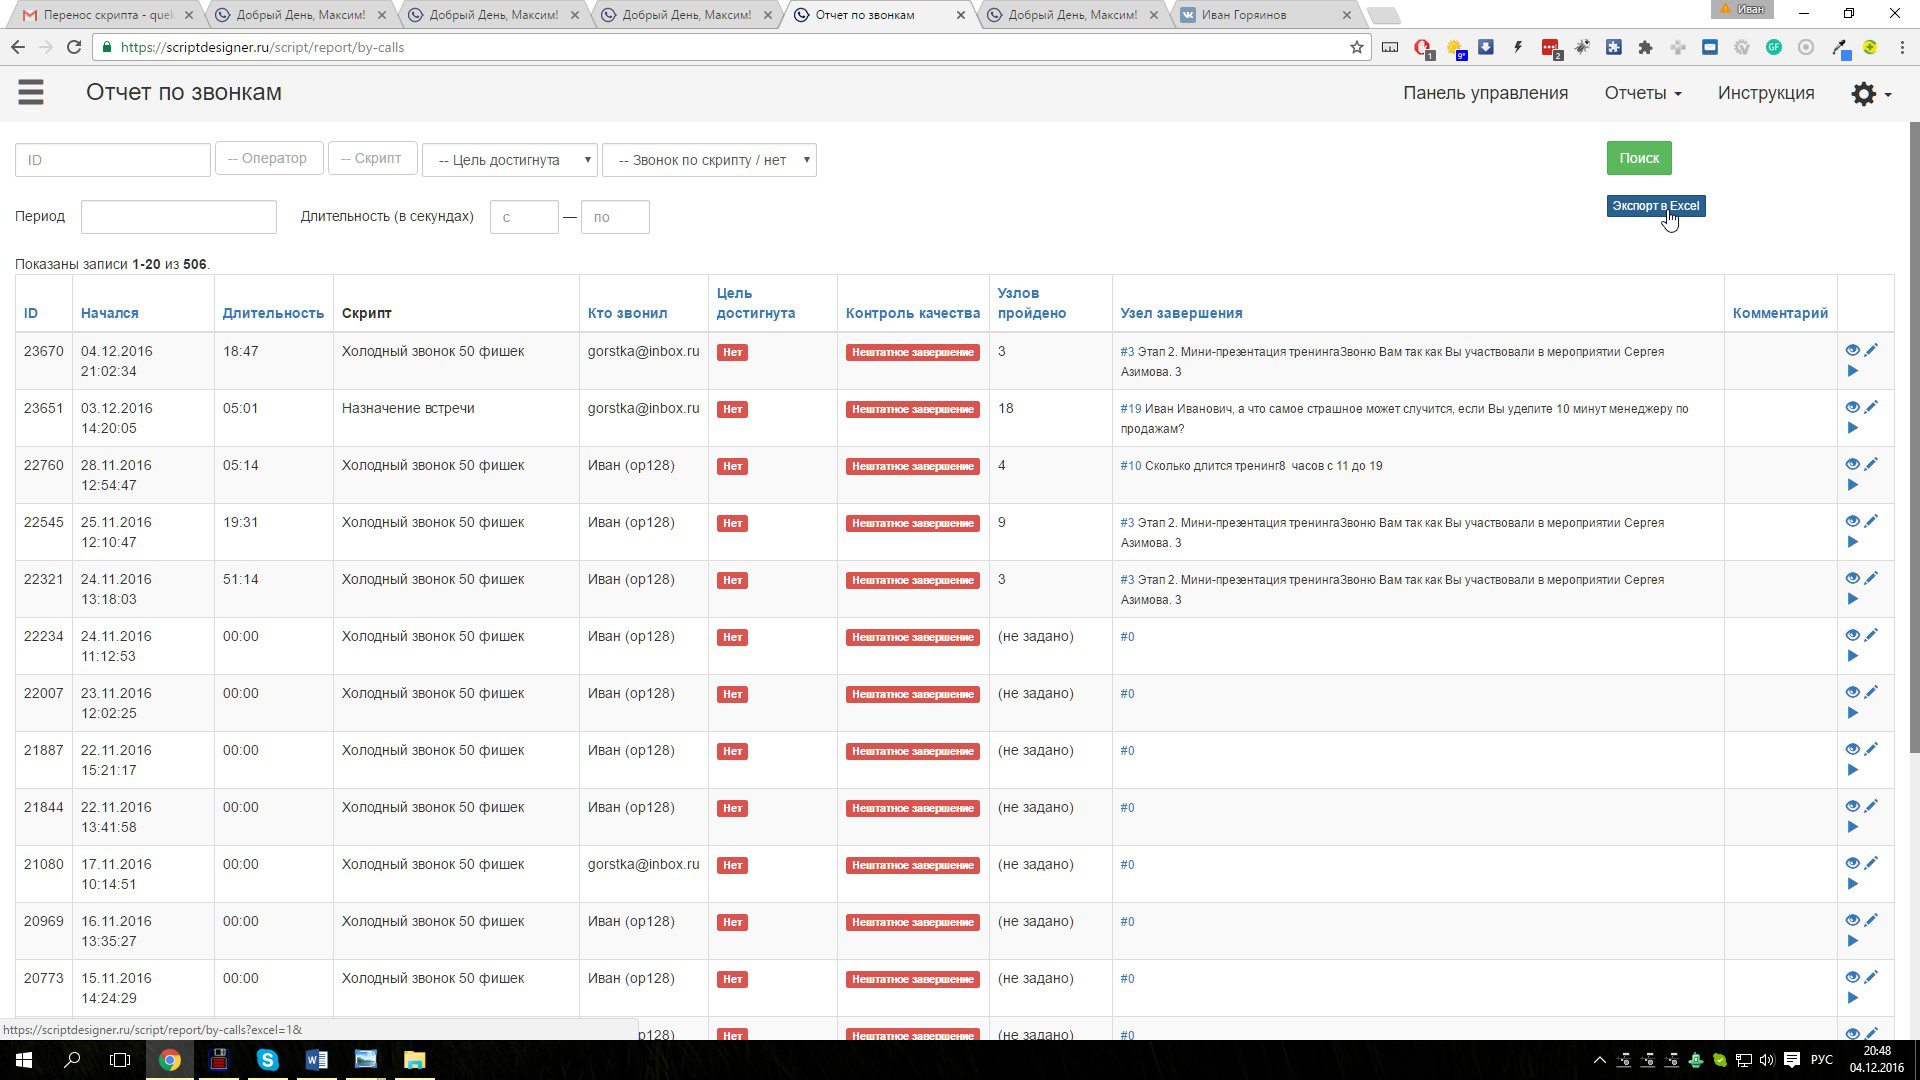 Перенос скрипта - quek
Добрый День, Максим!
Добрый День, Максим!
Добрый День, Максим!
Отчет по звонкам
Добрый День, Максим!
Иван Горяинов
Иван
https://scriptdesigner.ru/script/report/by-calls
Отчет по звонкам
Панель управления
Отчеты
Инструкция
ID
-- Оператор
-- Скрипт
-- Цель достигнута
-- Звонок по скрипту / нет
Поиск
Период
Длительность (в секундах)
с
—
по
Экспорт в Excel
Показаны записи 1-20 из 506.
ID Начался Длительность Скрипт Кто звонил Цель достигнута Контроль качества Узлов пройдено Узел завершения Комментарий
23670 04.12.2016 21:02:34 18:47 Холодный звонок 50 фишек gorstka@inbox.ru Нет Нештатное завершение 3 #3 Этап 2. Мини-презентация тренингаЗвоню Вам так как Вы участвовали в мероприятии Сергея Азимова. 3
23651 03.12.2016 14:20:05 05:01 Назначение встречи gorstka@inbox.ru Нет Нештатное завершение 18 #19 Иван Иванович, а что самое страшное может случится, если Вы уделите 10 минут менеджеру по продажам?
22760 28.11.2016 12:54:47 05:14 Холодный звонок 50 фишек Иван (op128) Нет Нештатное завершение 4 #10 Сколько длится тренинг8 часов с 11 до 19
22545 25.11.2016 12:10:47 19:31 Холодный звонок 50 фишек Иван (op128) Нет Нештатное завершение 9 #3 Этап 2. Мини-презентация тренингаЗвоню Вам так как Вы участвовали в мероприятии Сергея Азимова. 3
22321 24.11.2016 13:18:03 51:14 Холодный звонок 50 фишек Иван (op128) Нет Нештатное завершение 3 #3 Этап 2. Мини-презентация тренингаЗвоню Вам так как Вы участвовали в мероприятии Сергея Азимова. 3
22234 24.11.2016 11:12:53 00:00 Холодный звонок 50 фишек Иван (op128) Нет Нештатное завершение (не задано) #0
22007 23.11.2016 12:02:25 00:00 Холодный звонок 50 фишек Иван (op128) Нет Нештатное завершение (не задано) #0
21887 22.11.2016 15:21:17 00:00 Холодный звонок 50 фишек Иван (op128) Нет Нештатное завершение (не задано) #0
21844 22.11.2016 13:41:58 00:00 Холодный звонок 50 фишек Иван (op128) Нет Нештатное завершение (не задано) #0
21080 17.11.2016 10:14:51 00:00 Холодный звонок 50 фишек gorstka@inbox.ru Нет Нештатное завершение (не задано) #0
20969 16.11.2016 13:35:27 00:00 Холодный звонок 50 фишек Иван (op128) Нет Нештатное завершение (не задано) #0
20773 15.11.2016 14:24:29 00:00 Холодный звонок 50 фишек Иван (op128) Нет Нештатное завершение (не задано) #0
p128) Нет Нештатное завершение (не задано) #0
https://scriptdesigner.ru/script/report/by-calls?excel=1&
РУС
20:48
04.12.2016